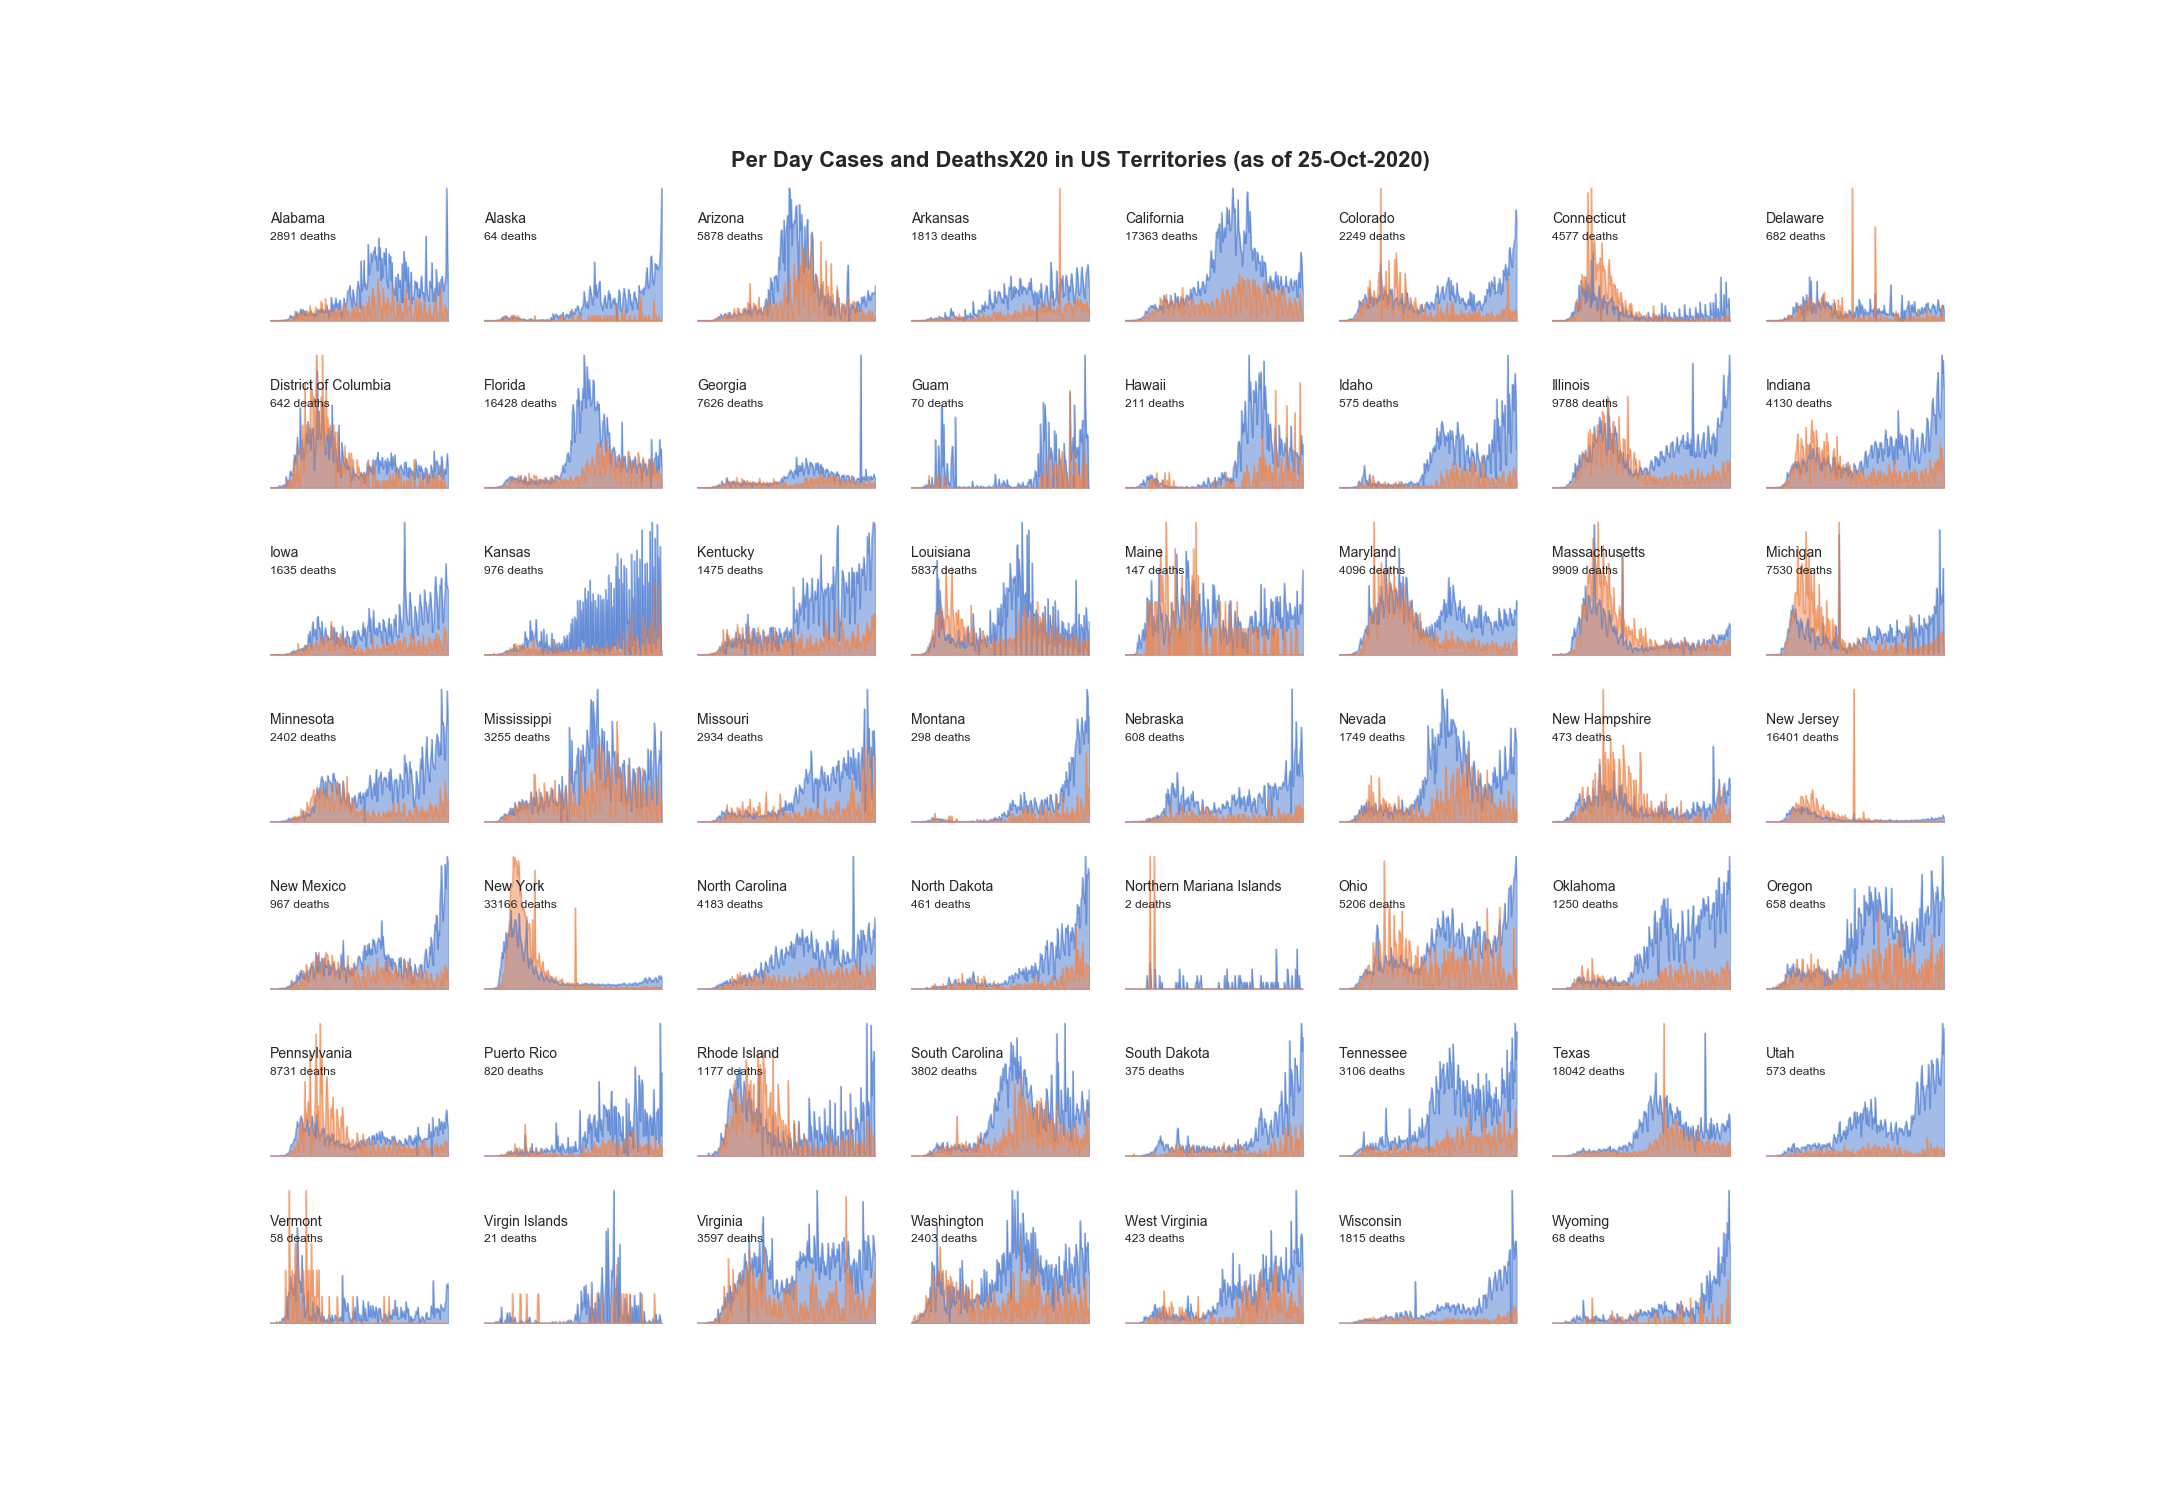 Per Day Cases and DeathsX20 in US Territories (as of 25-Oct-2020)
Alabama
2891 deaths
Alaska
64 deaths
Arizona
5878 deaths
Arkansas
1813 deaths
California
17363 deaths
Colorado
2249 deaths
Connecticut
4577 deaths
Delaware
682 deaths
District of Columbia
642 deaths
Florida
16428 deaths
Georgia
7626 deaths
Guam
70 deaths
Hawaii
211 deaths
Idaho
575 deaths
Illinois
9788 deaths
Indiana
4130 deaths
Iowa
1635 deaths
Kansas
976 deaths
Kentucky
1475 deaths
Louisiana
5837 deaths
Maine
147 deaths
Maryland
4096 deaths
Massachusetts
9909 deaths
Michigan
7530 deaths
Minnesota
2402 deaths
Mississippi
3255 deaths
Missouri
2934 deaths
Montana
298 deaths
Nebraska
608 deaths
Nevada
1749 deaths
New Hampshire
473 deaths
New Jersey
16401 deaths
New Mexico
967 deaths
New York
33166 deaths
North Carolina
4183 deaths
North Dakota
461 deaths
Northern Mariana Islands
2 deaths
Ohio
5206 deaths
Oklahoma
1250 deaths
Oregon
658 deaths
Pennsylvania
8731 deaths
Puerto Rico
820 deaths
Rhode Island
1177 deaths
South Carolina
3802 deaths
South Dakota
375 deaths
Tennessee
3106 deaths
Texas
18042 deaths
Utah
573 deaths
Vermont
58 deaths
Virgin Islands
21 deaths
Virginia
3597 deaths
Washington
2403 deaths
West Virginia
423 deaths
Wisconsin
1815 deaths
Wyoming
68 deaths